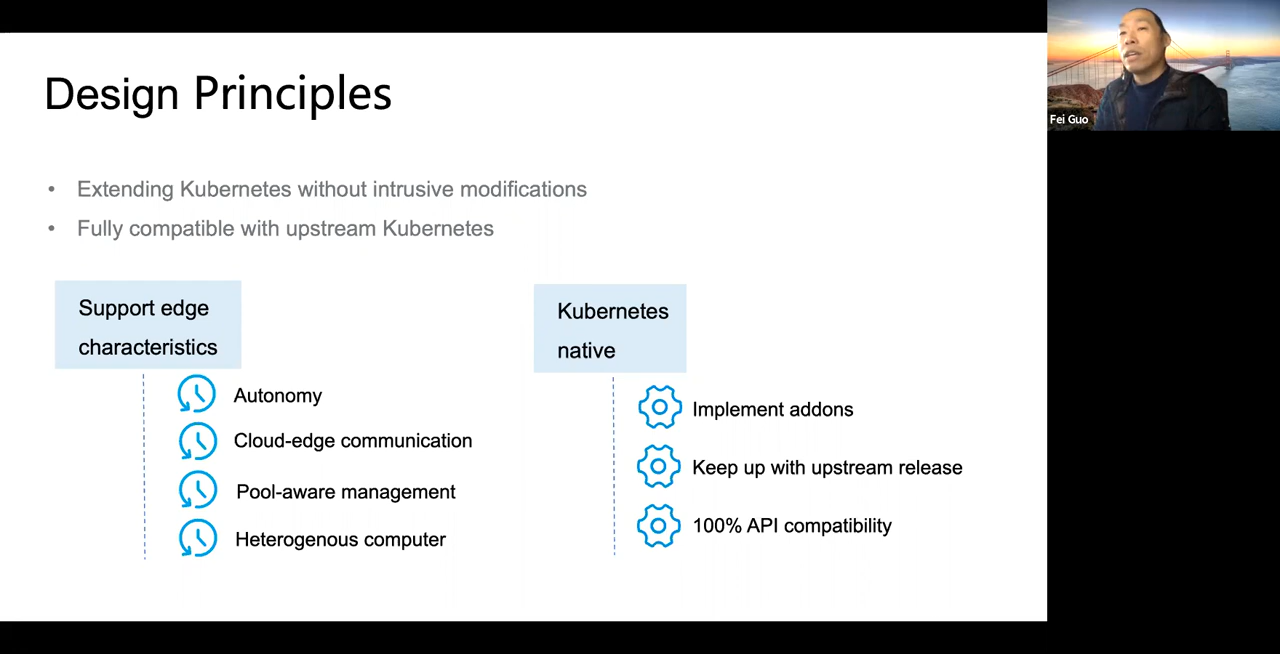 Design Principles
Fei Guo
• Extending Kubernetes without intrusive modifications
• Fully compatible with upstream Kubernetes
Support edge
characteristics
Autonomy
Cloud-edge communication
Pool-aware management
Heterogenous computer
Kubernetes
native
Implement addons
Keep up with upstream release
100% API compatibility